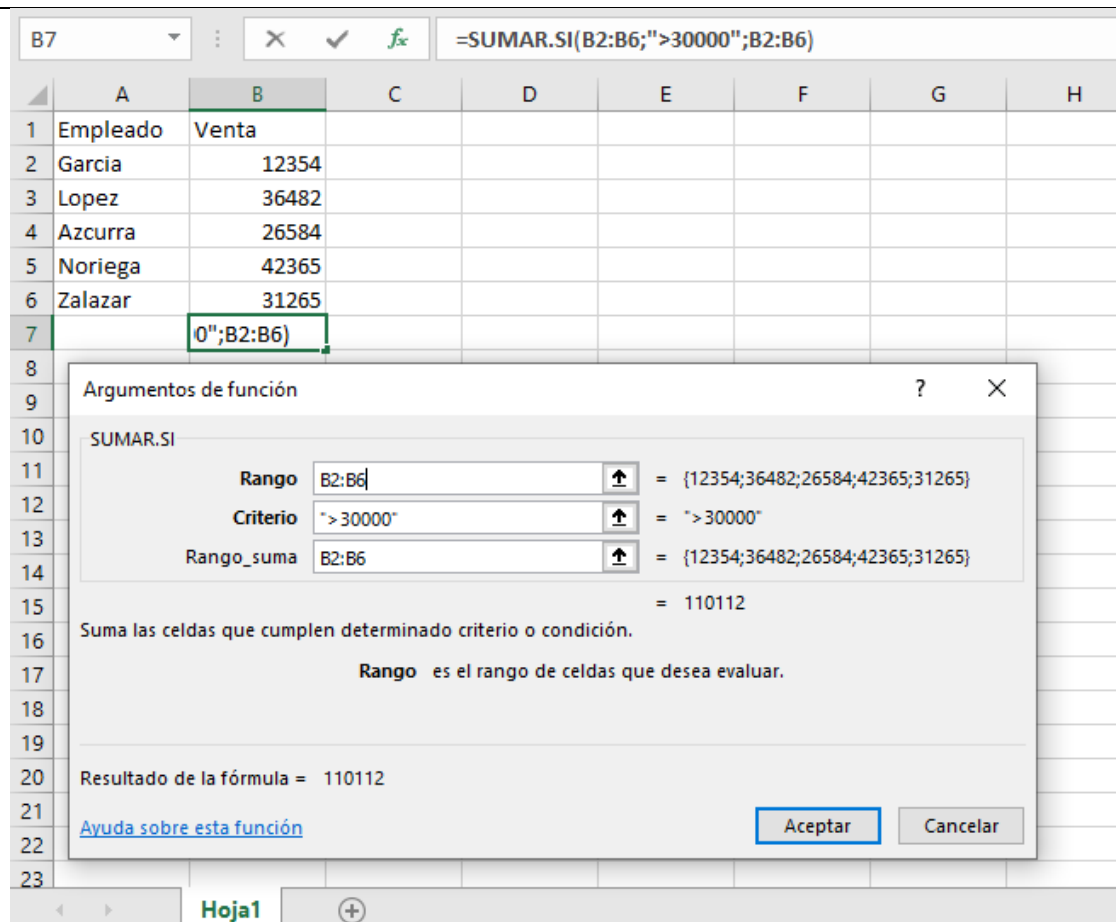 B7 fx =SUMAR.SI(B2:B6;">30000";B2:B6)
A B C D E F G H
1 Empleado Venta
2 Garcia 12354
3 Lopez 36482
4 Azcurra 26584
5 Noriega 42365
6 Zalazar 31265
7 0";B2:B6)
8
9 Argumentos de función ? ×
10 SUMAR.SI
11 Rango B2:B6 = {12354;36482;26584;42365;31265}
12 Criterio ">30000" = ">30000"
13
14 Rango_suma B2:B6 = {12354;36482;26584;42365;31265}
15 = 110112
16 Suma las celdas que cumplen determinado criterio o condición.
17 Rango es el rango de celdas que desea evaluar.
18
19
20 Resultado de la fórmula = 110112
21 Ayuda sobre esta función Aceptar Cancelar
22
23
Hoja1